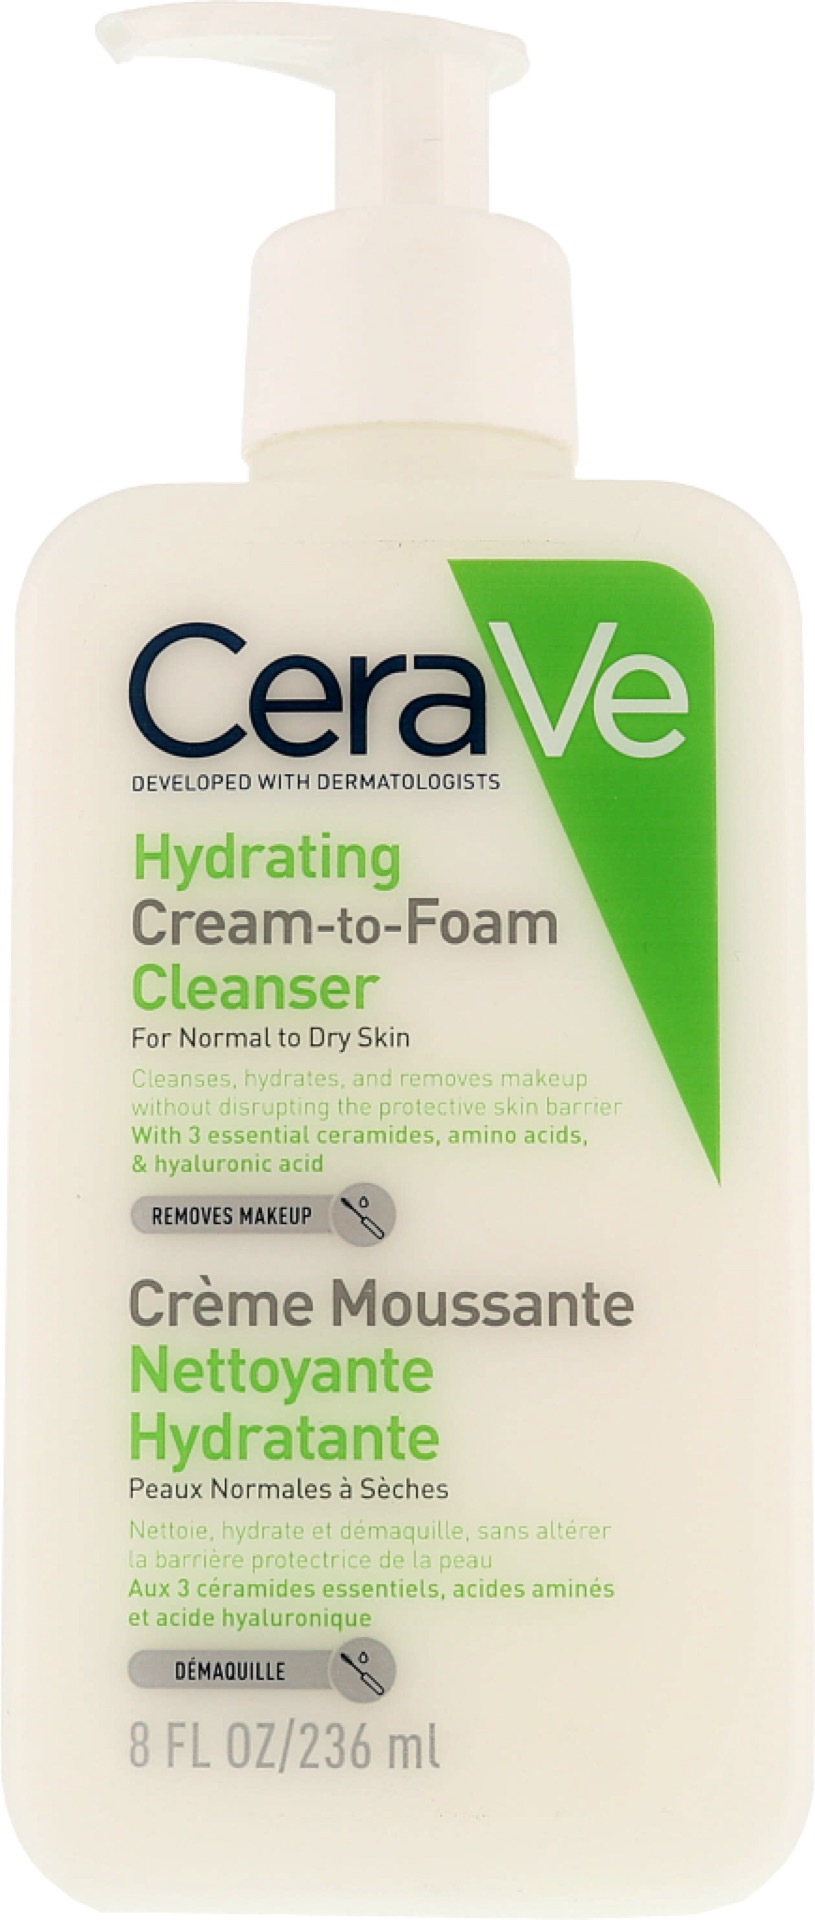 CeraVe
DEVELOPED WITH DERMATOLOGISTS
Hydrating
Cream-to-Foam
Cleanser
For Normal to Dry Skin
Cleanses, hydrates, and removes makeup
without disrupting the protective skin barrier
With 3 essential ceramides, amino acids,
& hyaluronic acid
REMOVES MAKEUP
Crème Moussante
Nettoyante
Hydratante
Peaux Normales à Sèches
Nettoie, hydrate et démaquille, sans altérer
la barrière protectrice de la peau
Aux 3 céramides essentiels, acides aminés
et acide hyaluronique
DÉMAQUILLE
8 FL OZ/236 ml